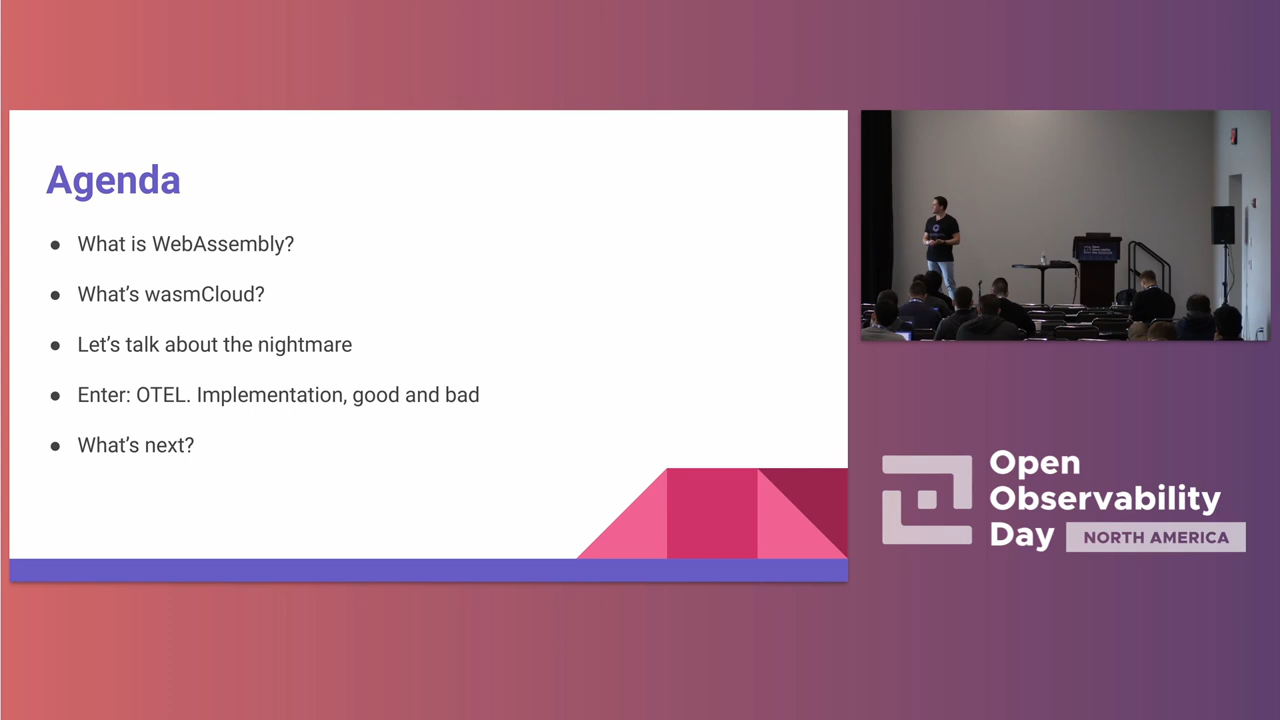 Agenda
● What is WebAssembly?
● What’s wasmCloud?
● Let’s talk about the nightmare
● Enter: OTEL. Implementation, good and bad
● What’s next?
Open
Observability
Day
NORTH AMERICA